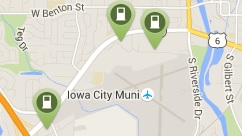 W Benton St
Teg Dr
6
Iowa City Muni
S Riverside Dr
S Gilbert St